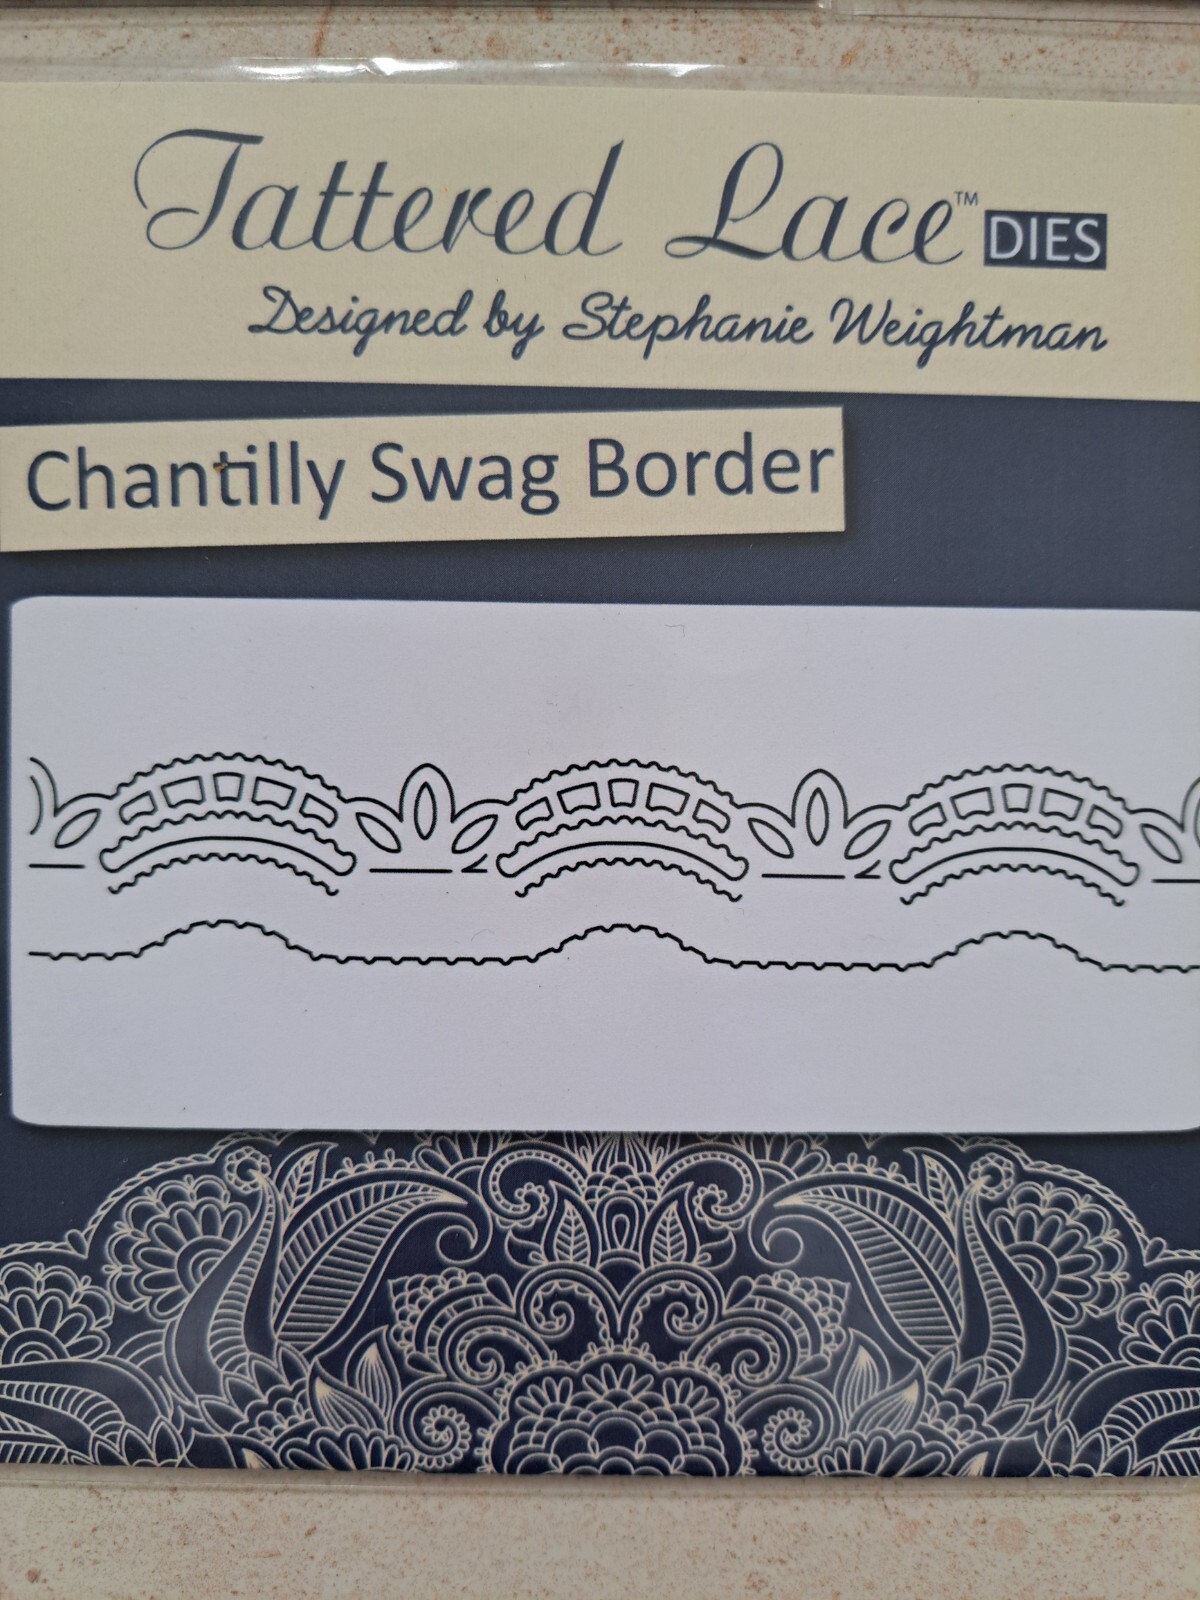 Tattered Lace™ DIES
Designed by Stephanie Weightman
Chantilly Swag Border